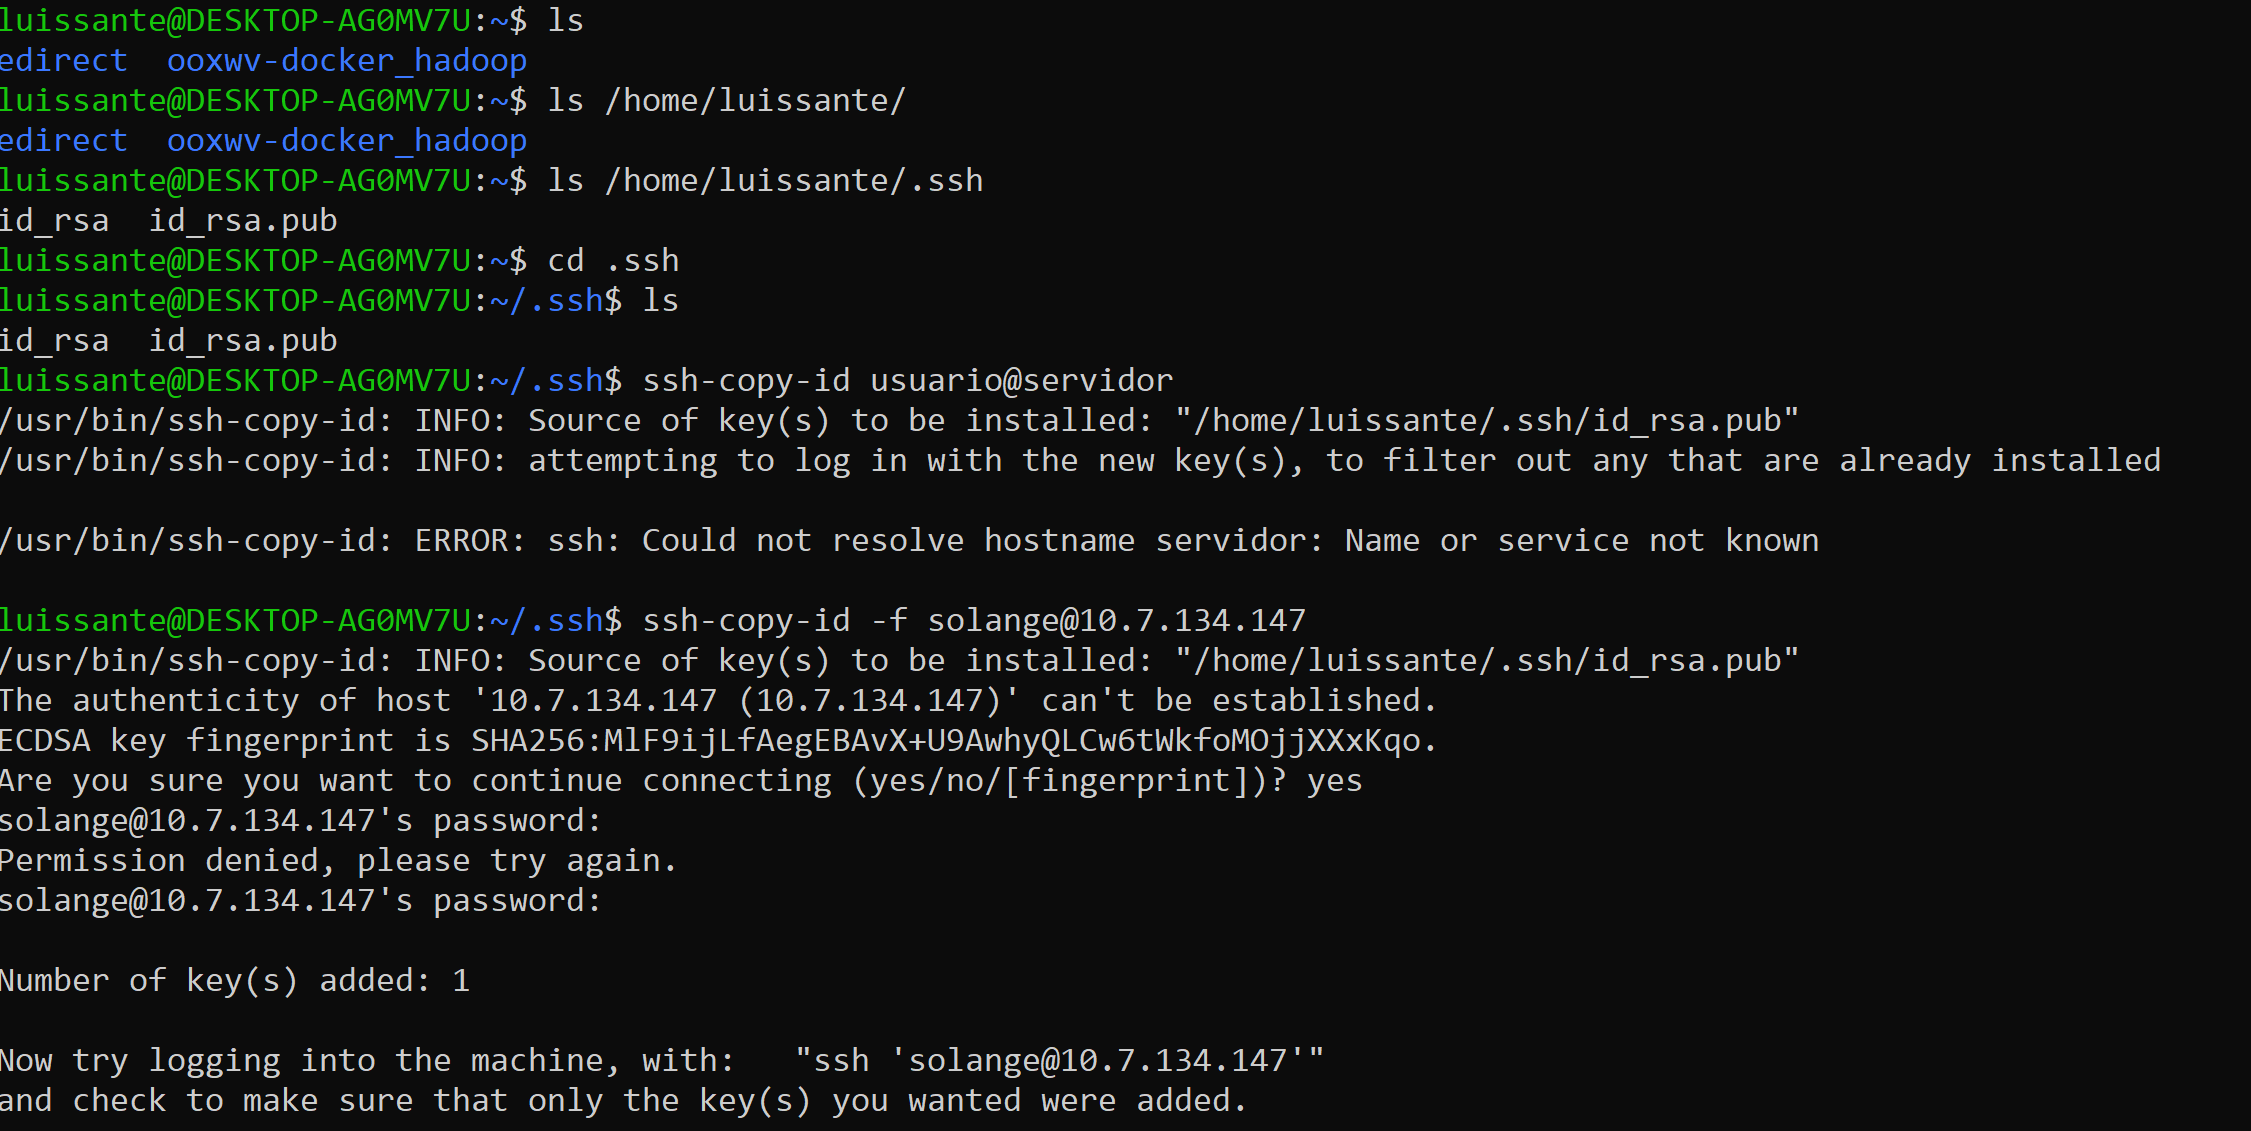 luissante@DESKTOP-AG0MV7U:~$ ls
edirect  ooxwv-docker_hadoop
luissante@DESKTOP-AG0MV7U:~$ ls /home/luissante/
edirect  ooxwv-docker_hadoop
luissante@DESKTOP-AG0MV7U:~$ ls /home/luissante/.ssh
id_rsa  id_rsa.pub
luissante@DESKTOP-AG0MV7U:~$ cd .ssh
luissante@DESKTOP-AG0MV7U:~/.ssh$ ls
id_rsa  id_rsa.pub
luissante@DESKTOP-AG0MV7U:~/.ssh$ ssh-copy-id usuario@servidor
/usr/bin/ssh-copy-id: INFO: Source of key(s) to be installed: "/home/luissante/.ssh/id_rsa.pub"
/usr/bin/ssh-copy-id: INFO: attempting to log in with the new key(s), to filter out any that are already installed
/usr/bin/ssh-copy-id: ERROR: ssh: Could not resolve hostname servidor: Name or service not known
luissante@DESKTOP-AG0MV7U:~/.ssh$ ssh-copy-id -f solange@10.7.134.147
/usr/bin/ssh-copy-id: INFO: Source of key(s) to be installed: "/home/luissante/.ssh/id_rsa.pub"
The authenticity of host '10.7.134.147 (10.7.134.147)' can't be established.
ECDSA key fingerprint is SHA256:MlF9ijLfAegEBAvX+U9AwhyQLCw6tWkfoMOjjXXxKqo.
Are you sure you want to continue connecting (yes/no/[fingerprint])? yes
solange@10.7.134.147's password:
Permission denied, please try again.
solange@10.7.134.147's password:
Number of key(s) added: 1
Now try logging into the machine, with:   "ssh 'solange@10.7.134.147'"
and check to make sure that only the key(s) you wanted were added.